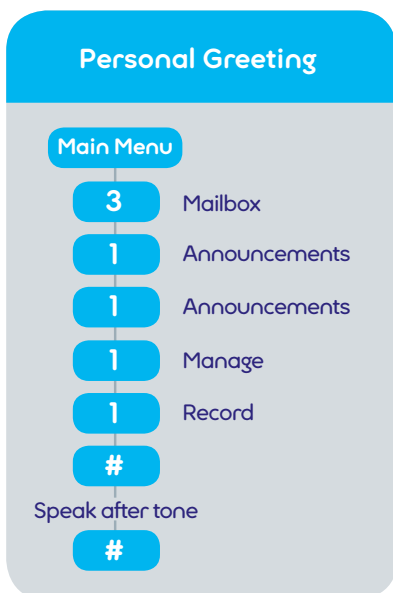 Personal Greeting
Main Menu
3 Mailbox
1 Announcements
1 Announcements
1 Manage
1 Record
#
Speak after tone
#